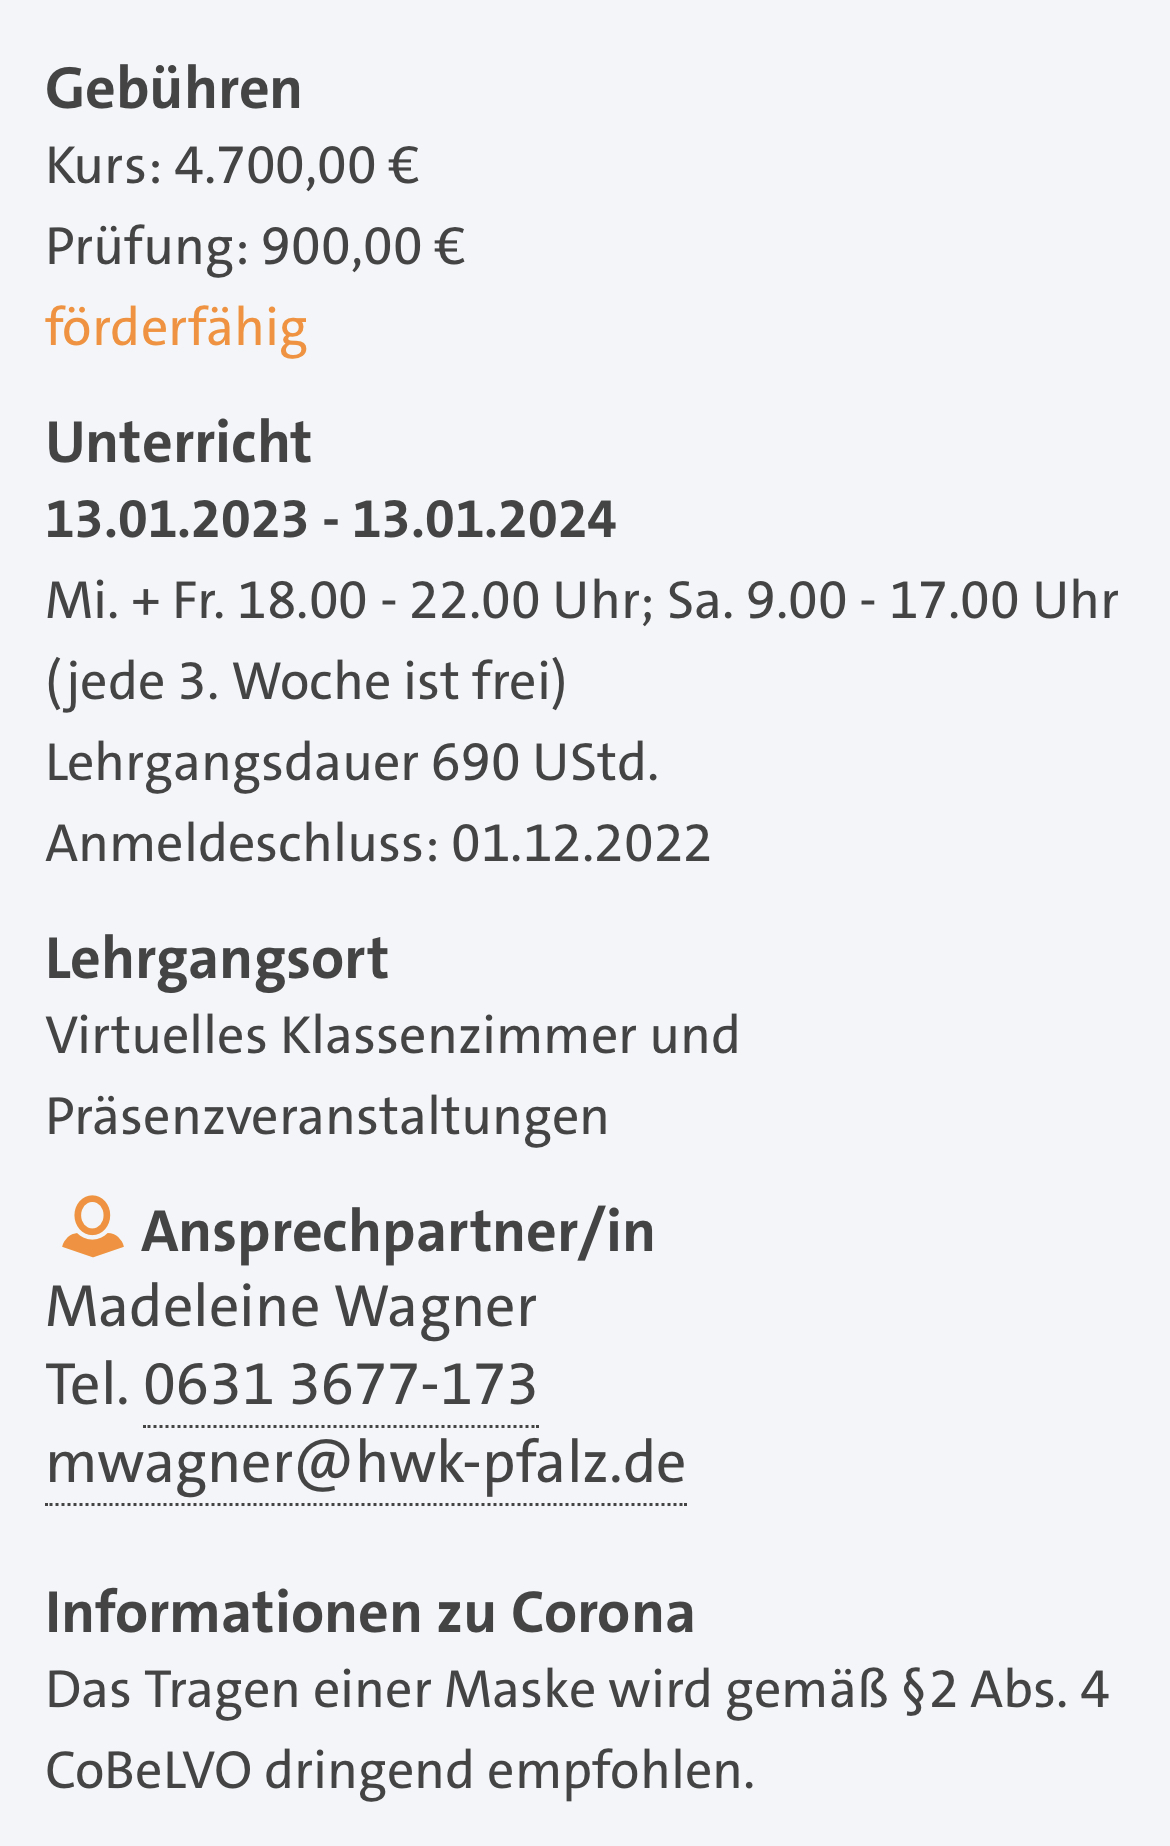 Gebühren
Kurs: 4.700,00 €
Prüfung: 900,00 €
förderfähig
Unterricht
13.01.2023 - 13.01.2024
Mi. + Fr. 18.00 - 22.00 Uhr; Sa. 9.00 - 17.00 Uhr
(jede 3. Woche ist frei)
Lehrgangsdauer 690 UStd.
Anmeldeschluss: 01.12.2022
Lehrgangsort
Virtuelles Klassenzimmer und
Präsenzveranstaltungen
Ansprechpartner/in
Madeleine Wagner
Tel. 0631 3677-173
mwagner@hwk-pfalz.de
Informationen zu Corona
Das Tragen einer Maske wird gemäß §2 Abs. 4
CoBeLVO dringend empfohlen.